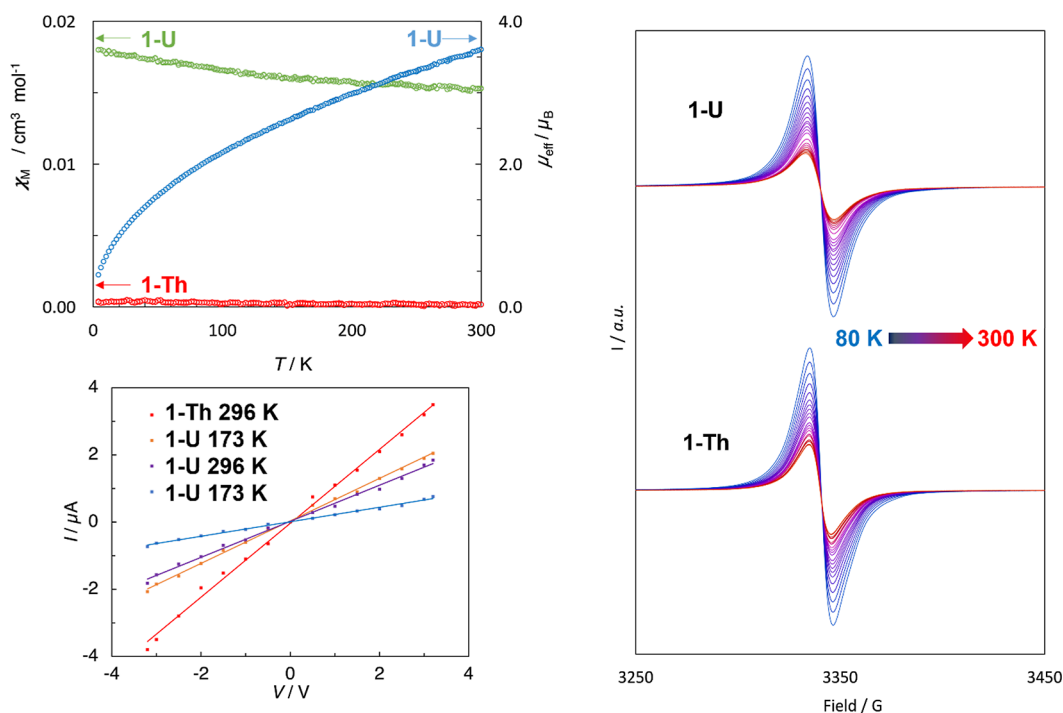 0.02
4.0
1-U
1-U
χM / cm³ mol-1
0.01
2.0
μeff / μB
1-Th
0.00
0.0
0
100
200
300
T / K
4
1-Th 296 K
1-U 173 K
1-U 296 K
1-U 173 K
2
I / μA
0
-2
-4
-4
-2
0
2
4
V / V
1-U
I / a.u.
80 K
300 K
1-Th
3250
3350
3450
Field / G